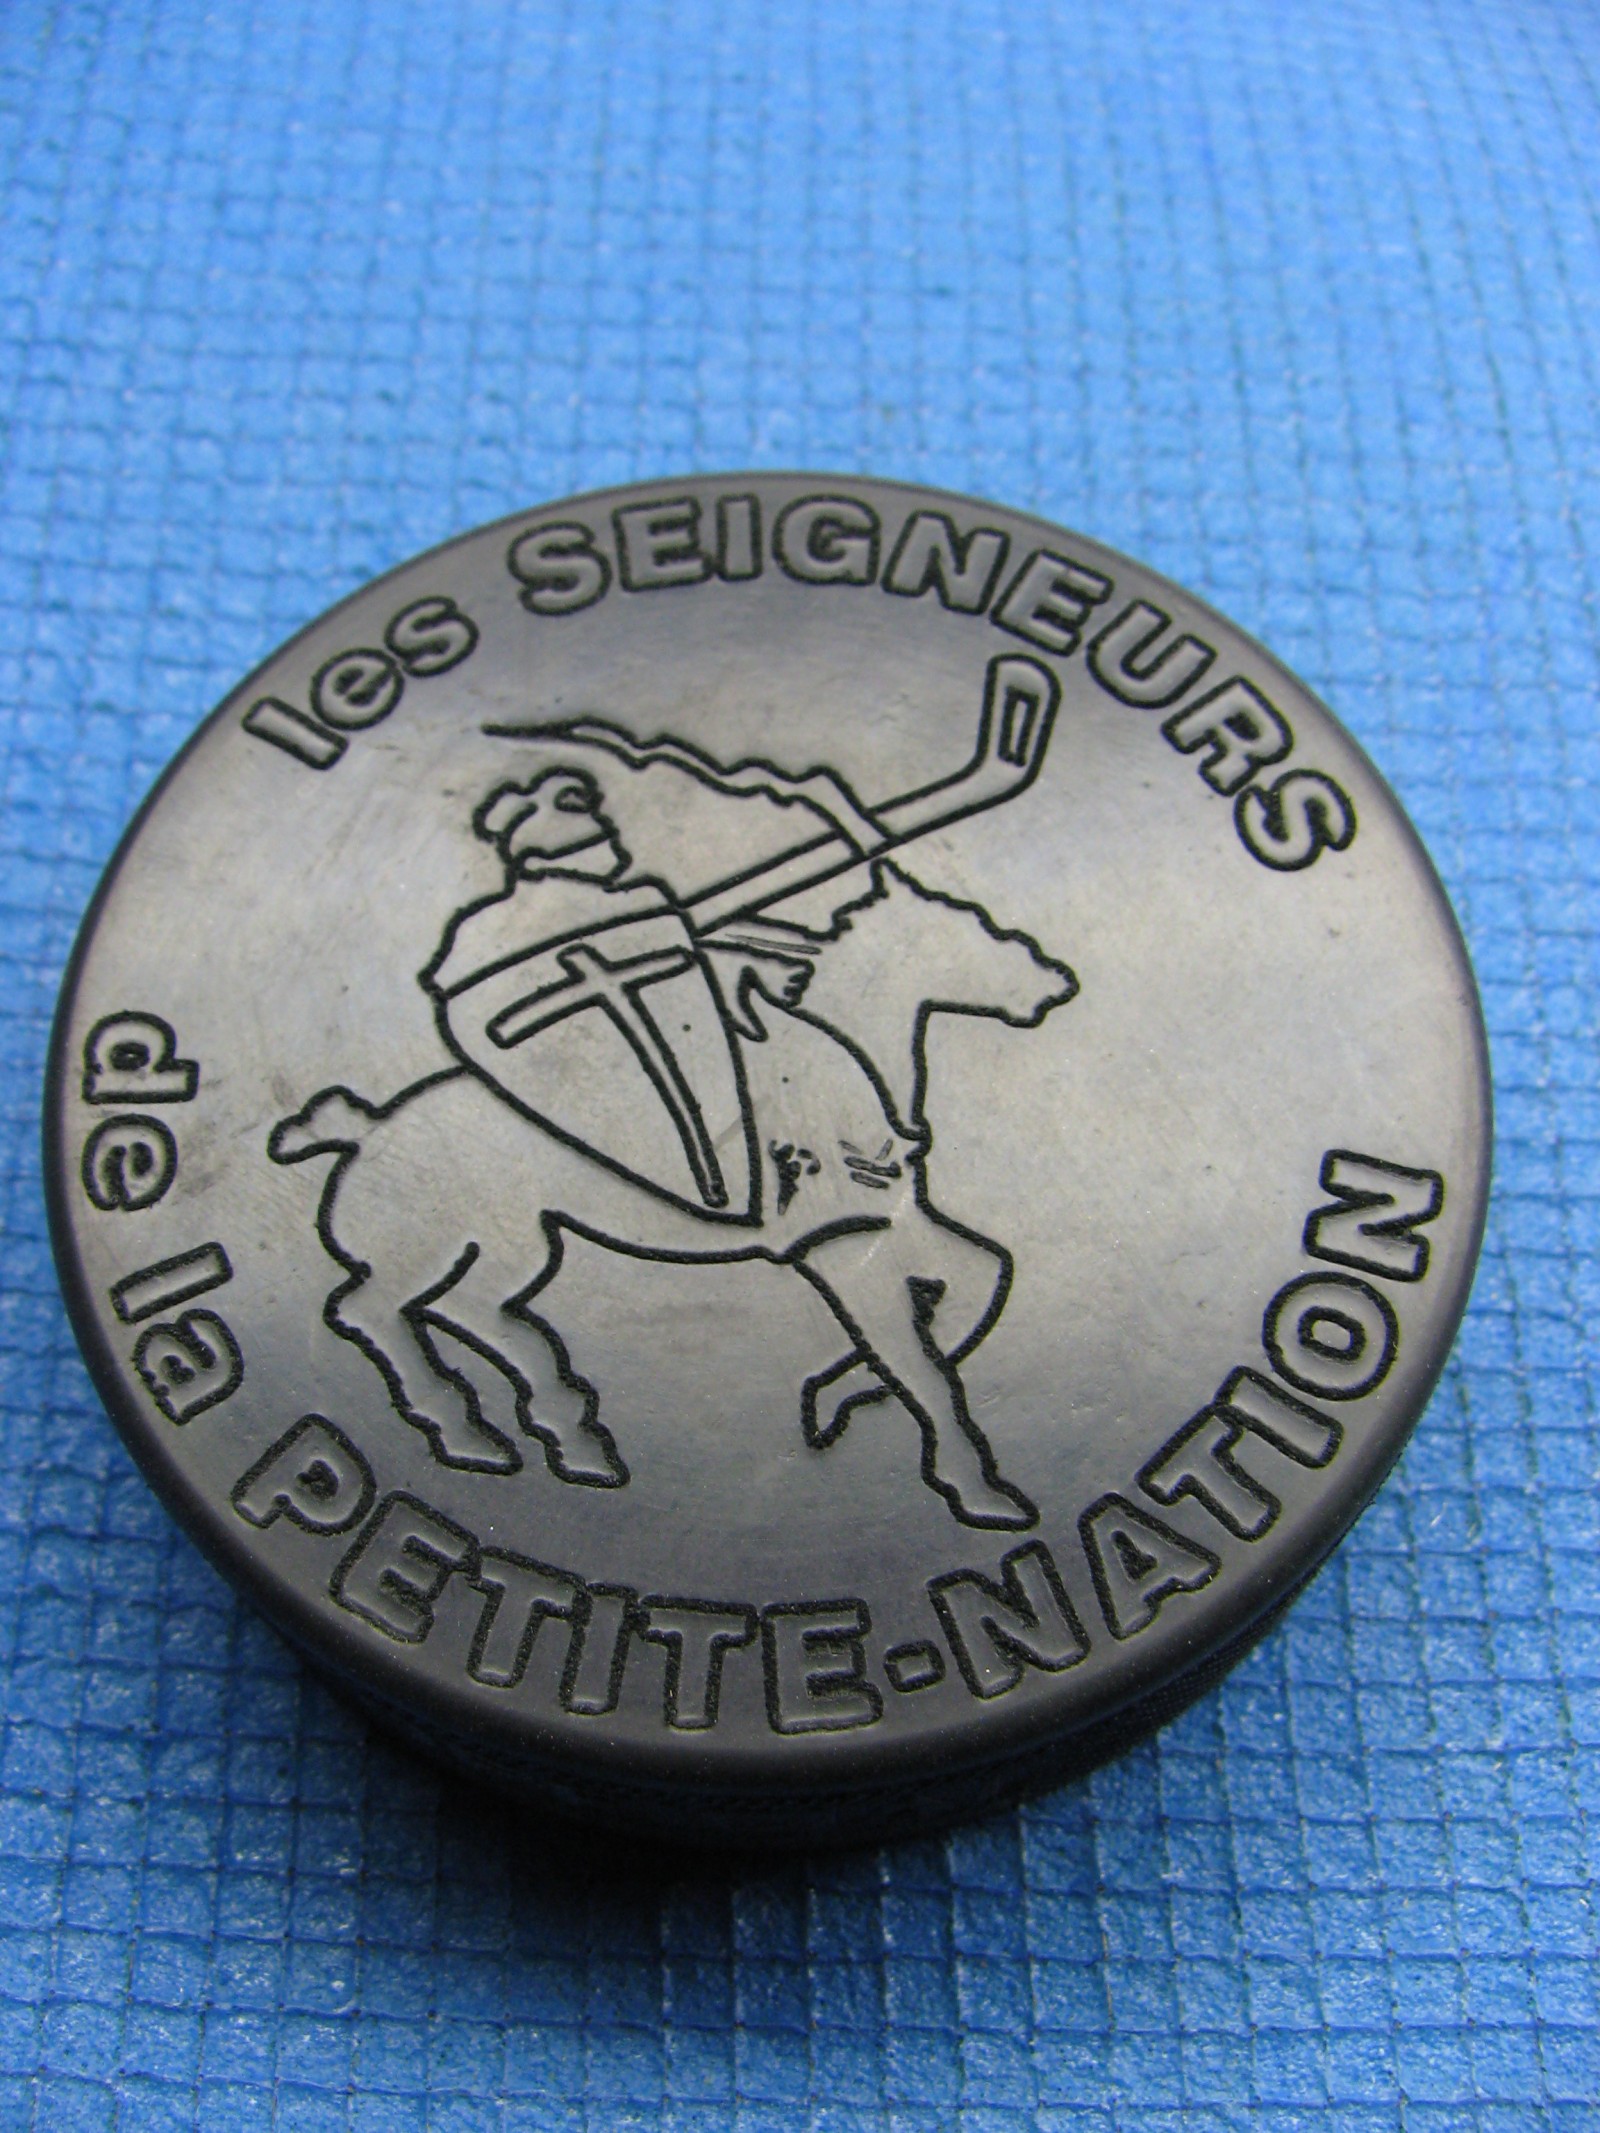 les SEIGNEURS
de la PETITE-NATION